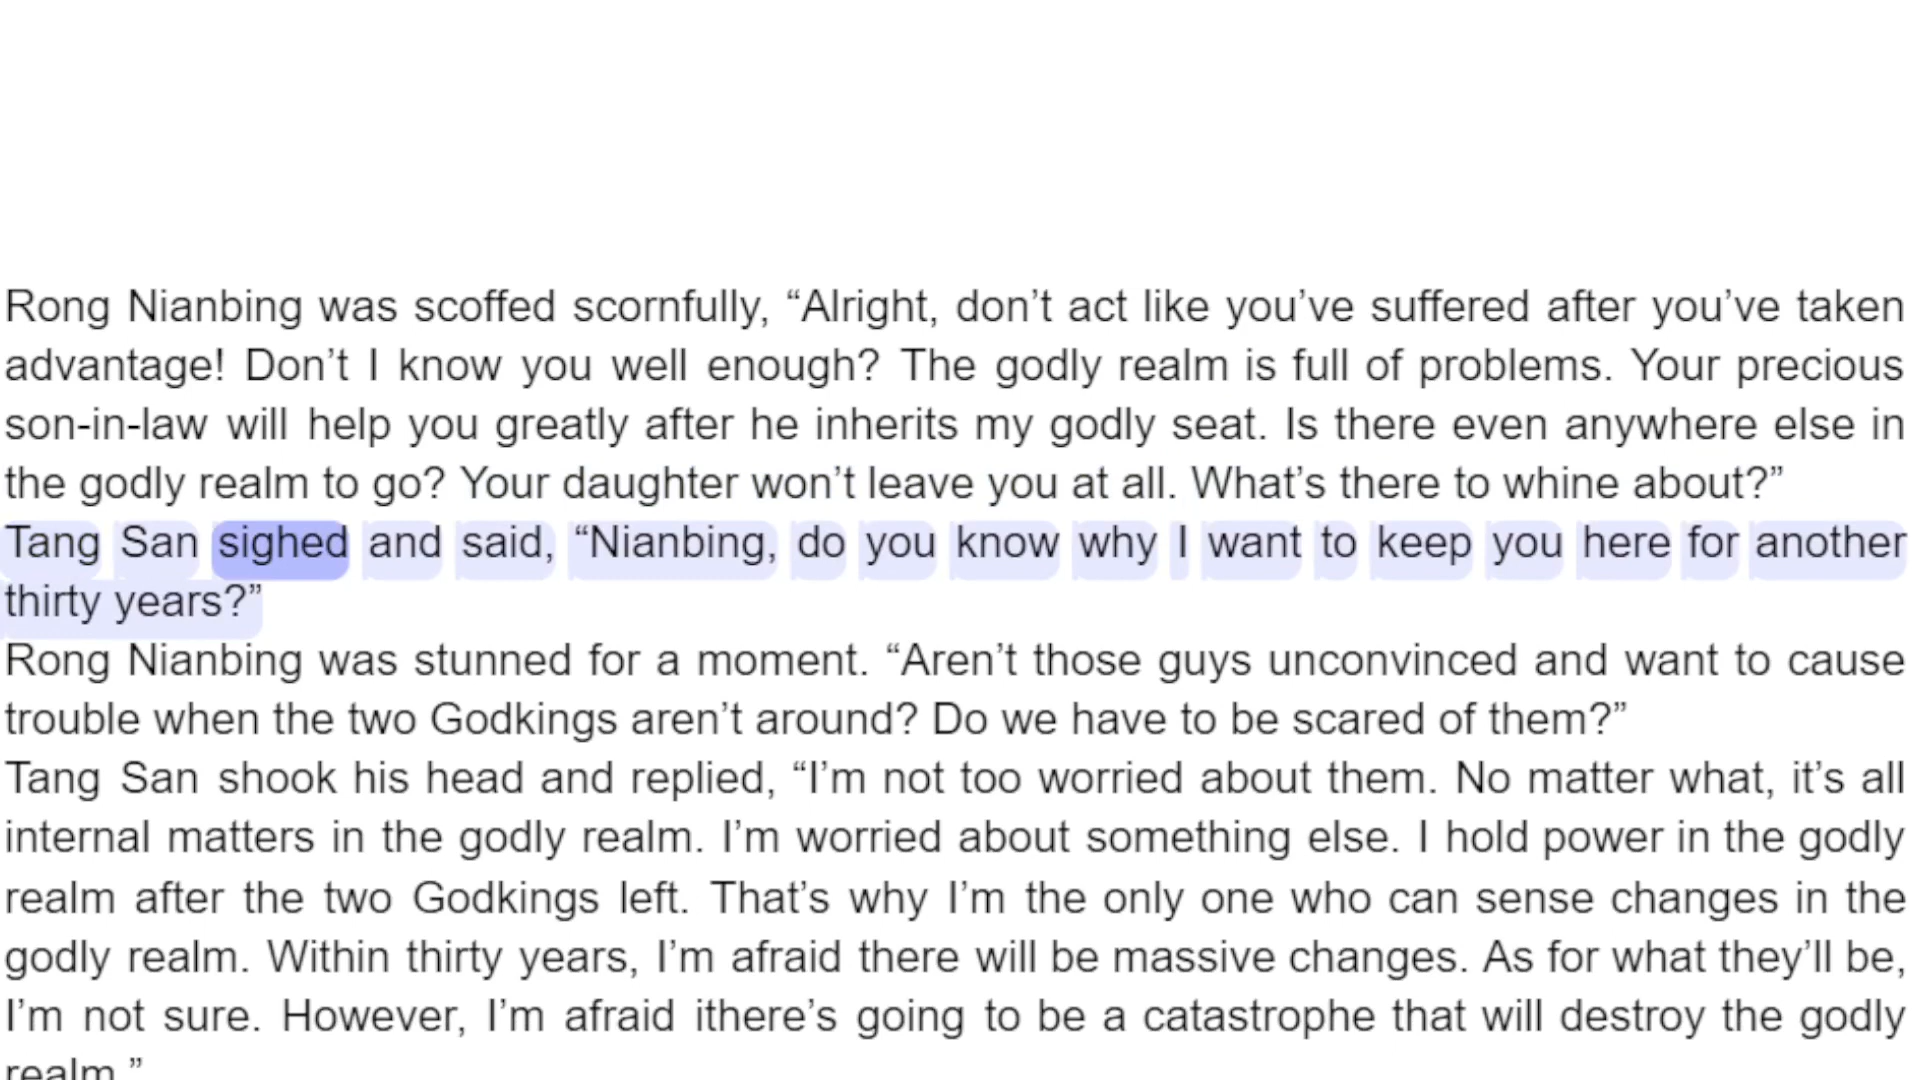 Rong Nianbing was scoffed scornfully, “Alright, don’t act like you’ve suffered after you’ve taken
advantage! Don’t I know you well enough? The godly realm is full of problems. Your precious
son-in-law will help you greatly after he inherits my godly seat. Is there even anywhere else in
the godly realm to go? Your daughter won’t leave you at all. What’s there to whine about?”
Tang San sighed and said, “Nianbing, do you know why I want to keep you here for another
thirty years?”
Rong Nianbing was stunned for a moment. “Aren’t those guys unconvinced and want to cause
trouble when the two Godkings aren’t around? Do we have to be scared of them?”
Tang San shook his head and replied, “I’m not too worried about them. No matter what, it’s all
internal matters in the godly realm. I’m worried about something else. I hold power in the godly
realm after the two Godkings left. That’s why I’m the only one who can sense changes in the
godly realm. Within thirty years, I’m afraid there will be massive changes. As for what they’ll be,
I’m not sure. However, I’m afraid ithere’s going to be a catastrophe that will destroy the godly
realm.”